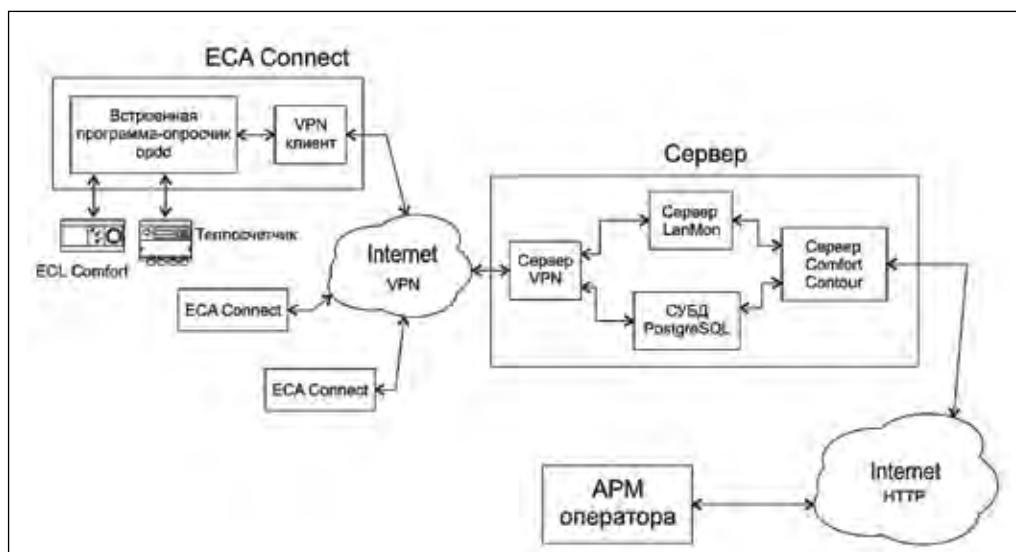 ECA Connect
Встроенная
программа-опросчик
opdd
VPN
клиент
ECL Comfort
Теплосчетчик
Internet
VPN
ECA Connect
ECA Connect
Сервер
Сервер
VPN
Сервер
LanMon
СУБД
PostgreSQL
Сервер
Comfort
Contour
Internet
HTTP
АРМ
оператора